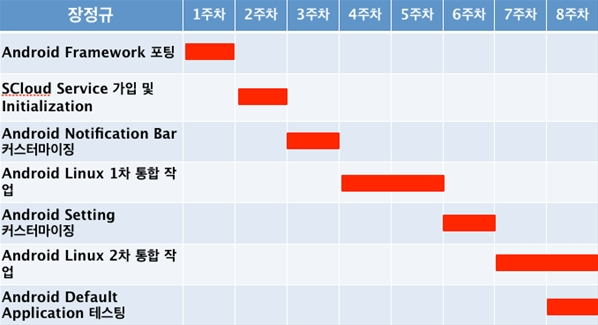 장정규 1주차 2주차 3주차 4주차 5주차 6주차 7주차 8주차
Android Framework 포팅
SCloud Service 가입 및
Initialization
Android Notification Bar
커스터마이징
Android Linux 1차 통합 작
업
Android Setting
커스터마이징
Android Linux 2차 통합 작
업
Android Default
Application 테스팅